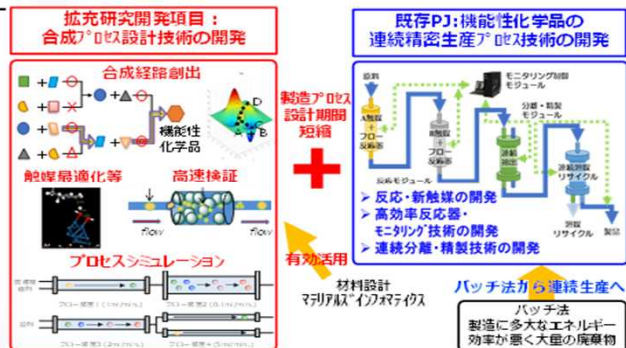 拡充研究開発項目：
合成プロセス設計技術の開発
合成経路創出
機能性
化学品
触媒最適化等
高速検証
flow
flow
プロセスシミュレーション
製造プロセス
設計期間
短縮
有効活用
材料設計
マテリアルズインフォマティクス
既存PJ:機能性化学品の
連続精密生産プロセス技術の開発
原料
モニタリング制御
モジュール
分離・精製
モジュール
反応モジュール
連続抽出
リサイクル
リサイクル
製品
➢ 反応・新触媒の開発
➢ 高効率反応器・
モニタリング技術の開発
➢ 連続分離・精製技術の開発
バッチ法から連続生産へ
バッチ法
製造に多大なエネルギー
効率が悪く大量の廃棄物